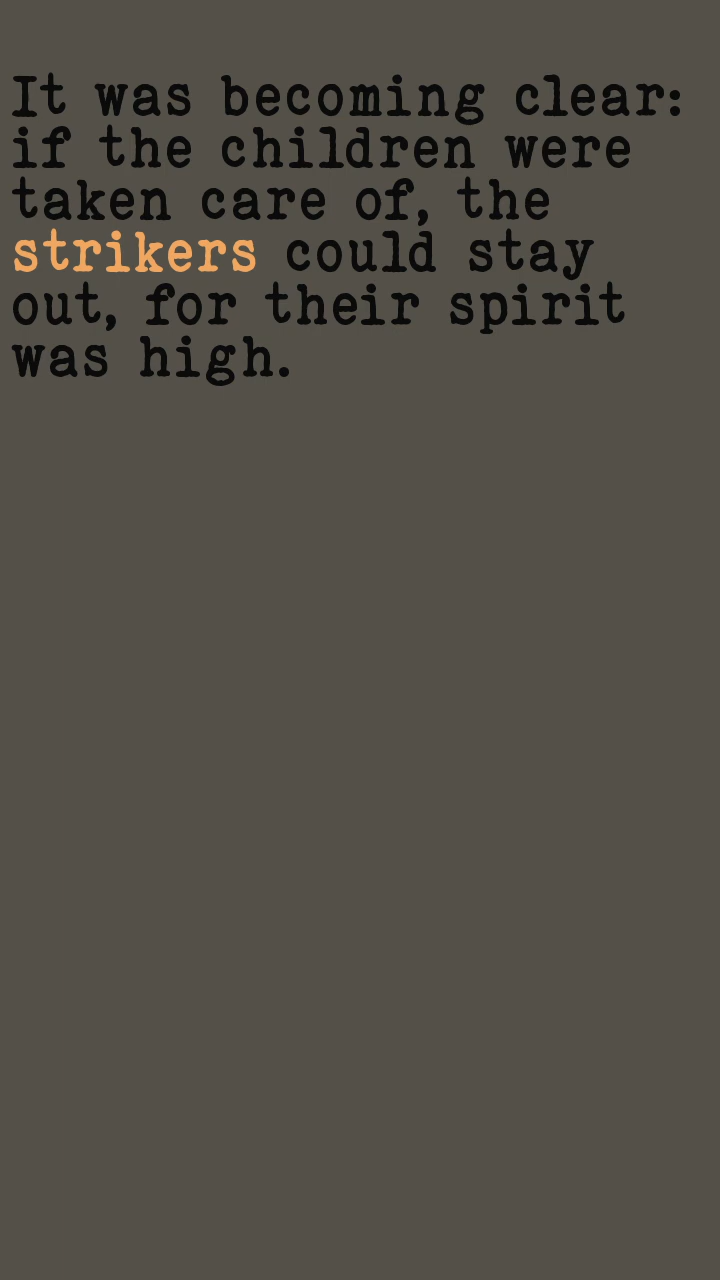 It was becoming clear:
if the children were
taken care of, the
strikers could stay
out, for their spirit
was high.